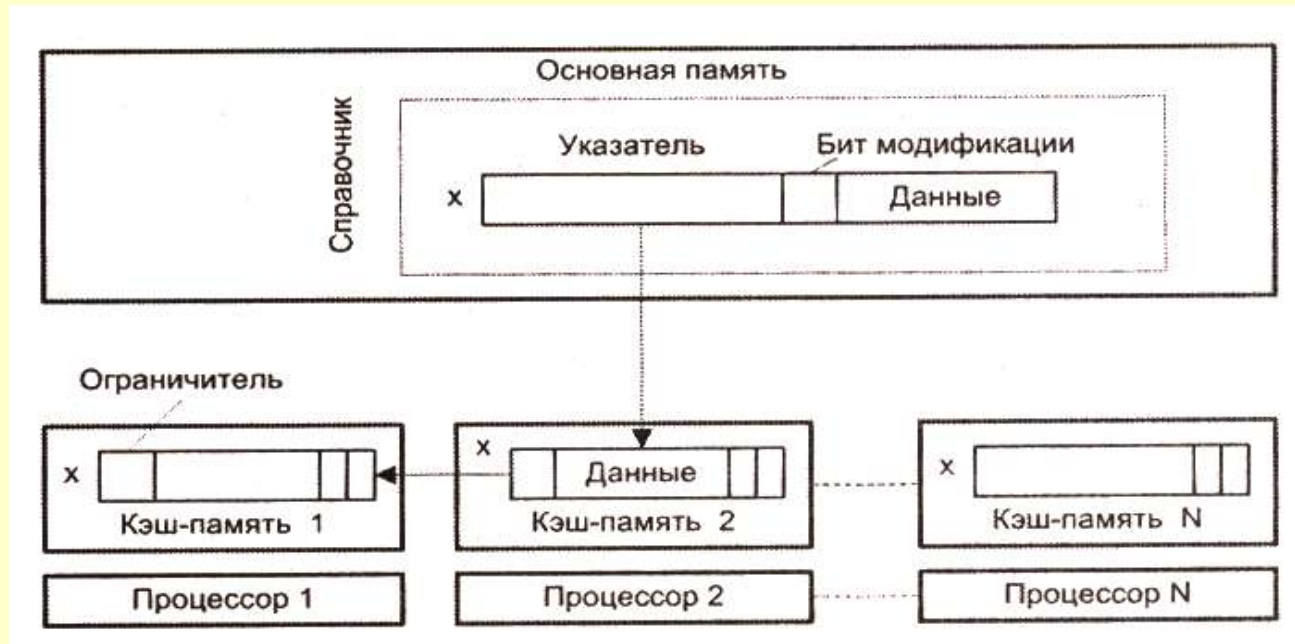 Основная память
Справочник
Указатель
Бит модификации
x
Данные
Ограничитель
x
Кэш-память 1
x
Данные
Кэш-память 2
x
Кэш-память N
Процессор 1
Процессор 2
Процессор N